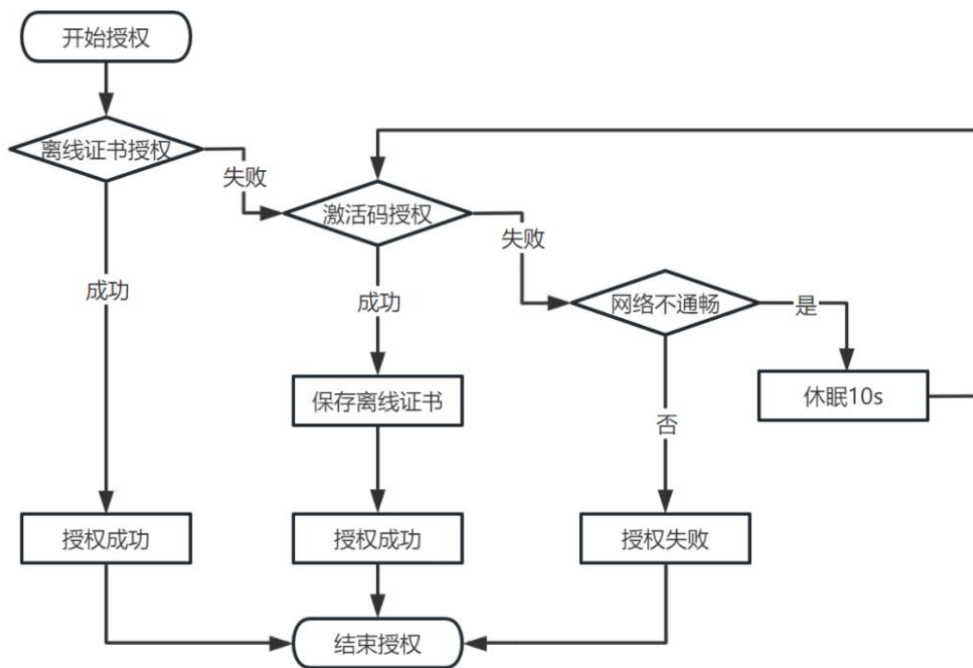 开始授权
离线证书授权
失败
激活码授权
失败
成功
成功
网络不通畅
是
保存离线证书
休眠10s
否
授权成功
授权成功
授权失败
结束授权